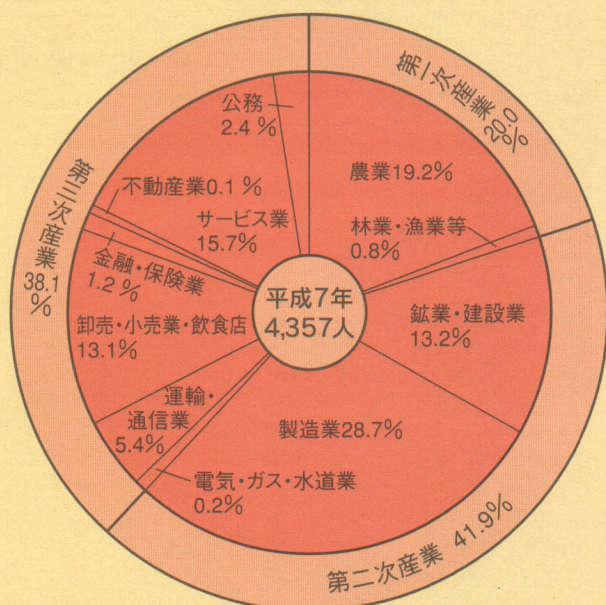 第一次産業
20.0
%
農業19.2%
林業・漁業等
0.8%
鉱業・建設業
13.2%
製造業28.7%
第二次産業 41.9%
電気・ガス・水道業
0.2%
運輸・
通信業
5.4%
卸売・小売業・飲食店
13.1%
金融・保険業
1.2%
不動産業0.1%
サービス業
15.7%
公務
2.4%
第三次産業
38.1
%
平成7年
4,357人